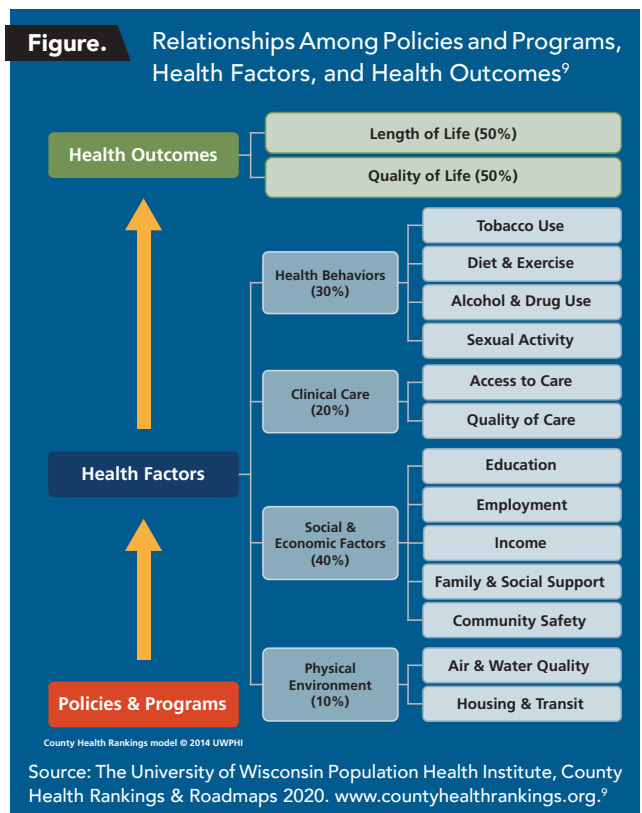 Figure.
Relationships Among Policies and Programs,
Health Factors, and Health Outcomes⁹
Health Outcomes
Length of Life (50%)
Quality of Life (50%)
Health Factors
Health Behaviors
(30%)
Tobacco Use
Diet & Exercise
Alcohol & Drug Use
Sexual Activity
Clinical Care
(20%)
Access to Care
Quality of Care
Social &
Economic Factors
(40%)
Education
Employment
Income
Family & Social Support
Community Safety
Physical
Environment
(10%)
Air & Water Quality
Housing & Transit
Policies & Programs
County Health Rankings model © 2014 UWPHI
Source: The University of Wisconsin Population Health Institute, County
Health Rankings & Roadmaps 2020. www.countyhealthrankings.org.⁹